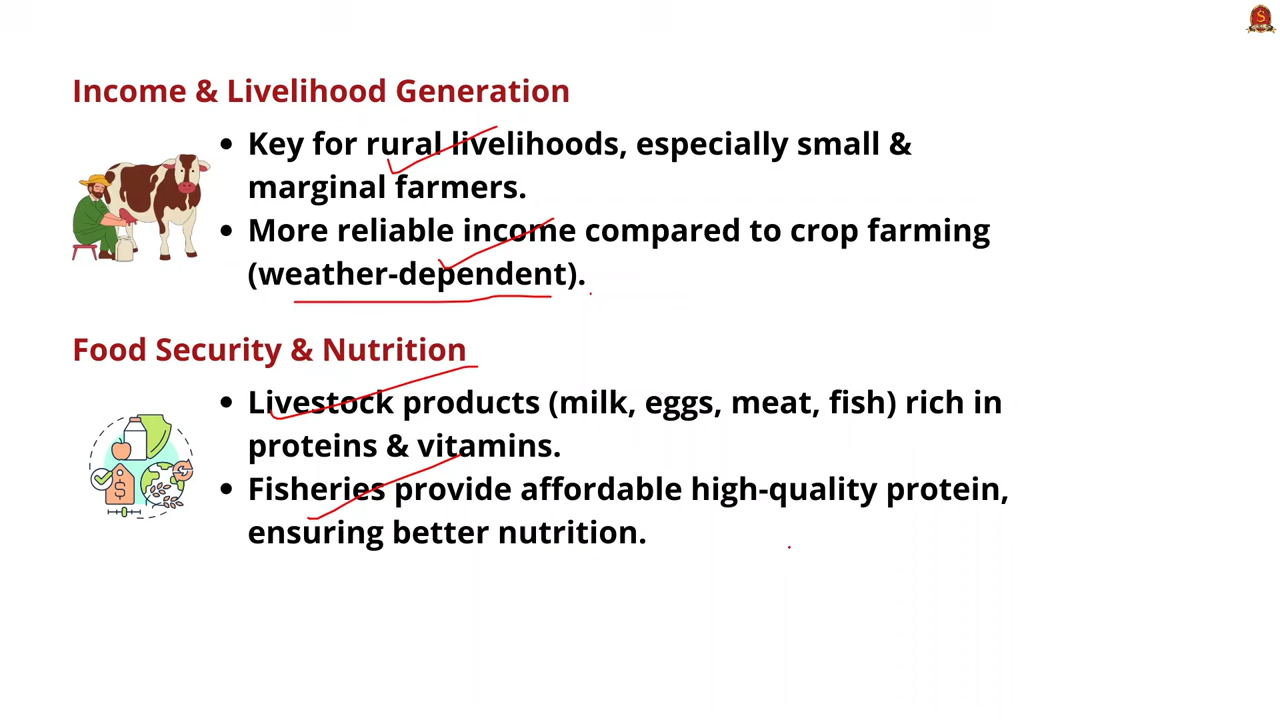 Income & Livelihood Generation
• Key for rural livelihoods, especially small &
marginal farmers.
• More reliable income compared to crop farming
(weather-dependent).
Food Security & Nutrition
• Livestock products (milk, eggs, meat, fish) rich in
proteins & vitamins.
• Fisheries provide affordable high-quality protein,
ensuring better nutrition.